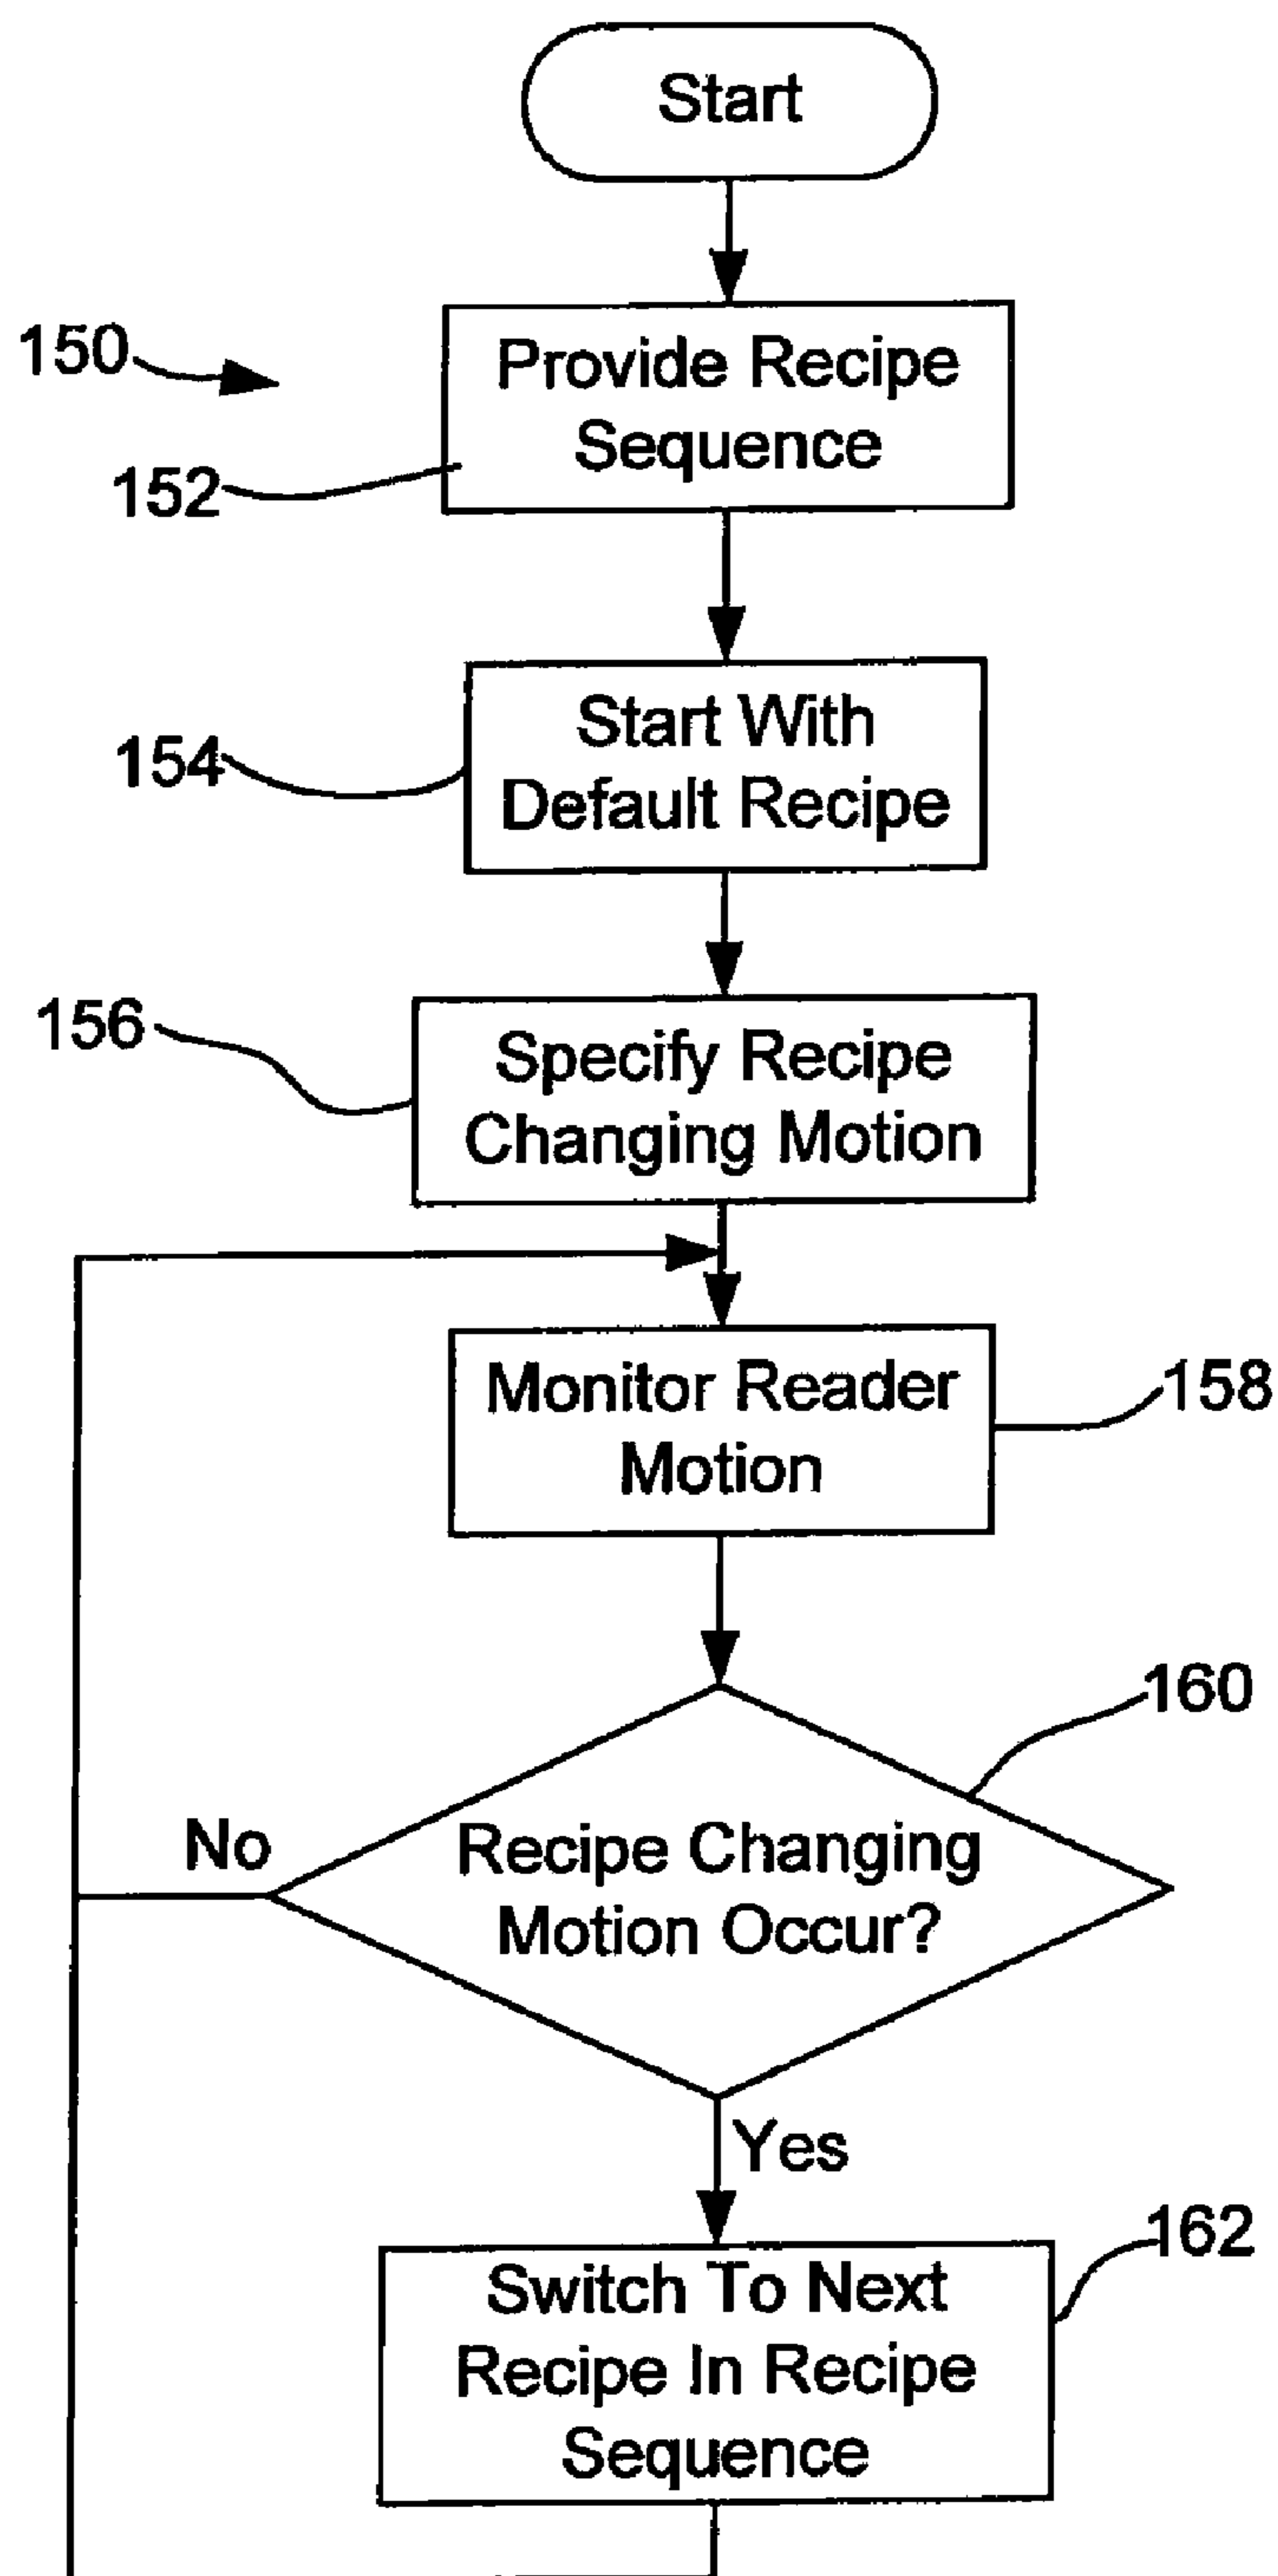 Start
150
Provide Recipe
Sequence
152
Start With
Default Recipe
154
156
Specify Recipe
Changing Motion
Monitor Reader
Motion
158
160
No
Recipe Changing
Motion Occur?
Yes
162
Switch To Next
Recipe In Recipe
Sequence